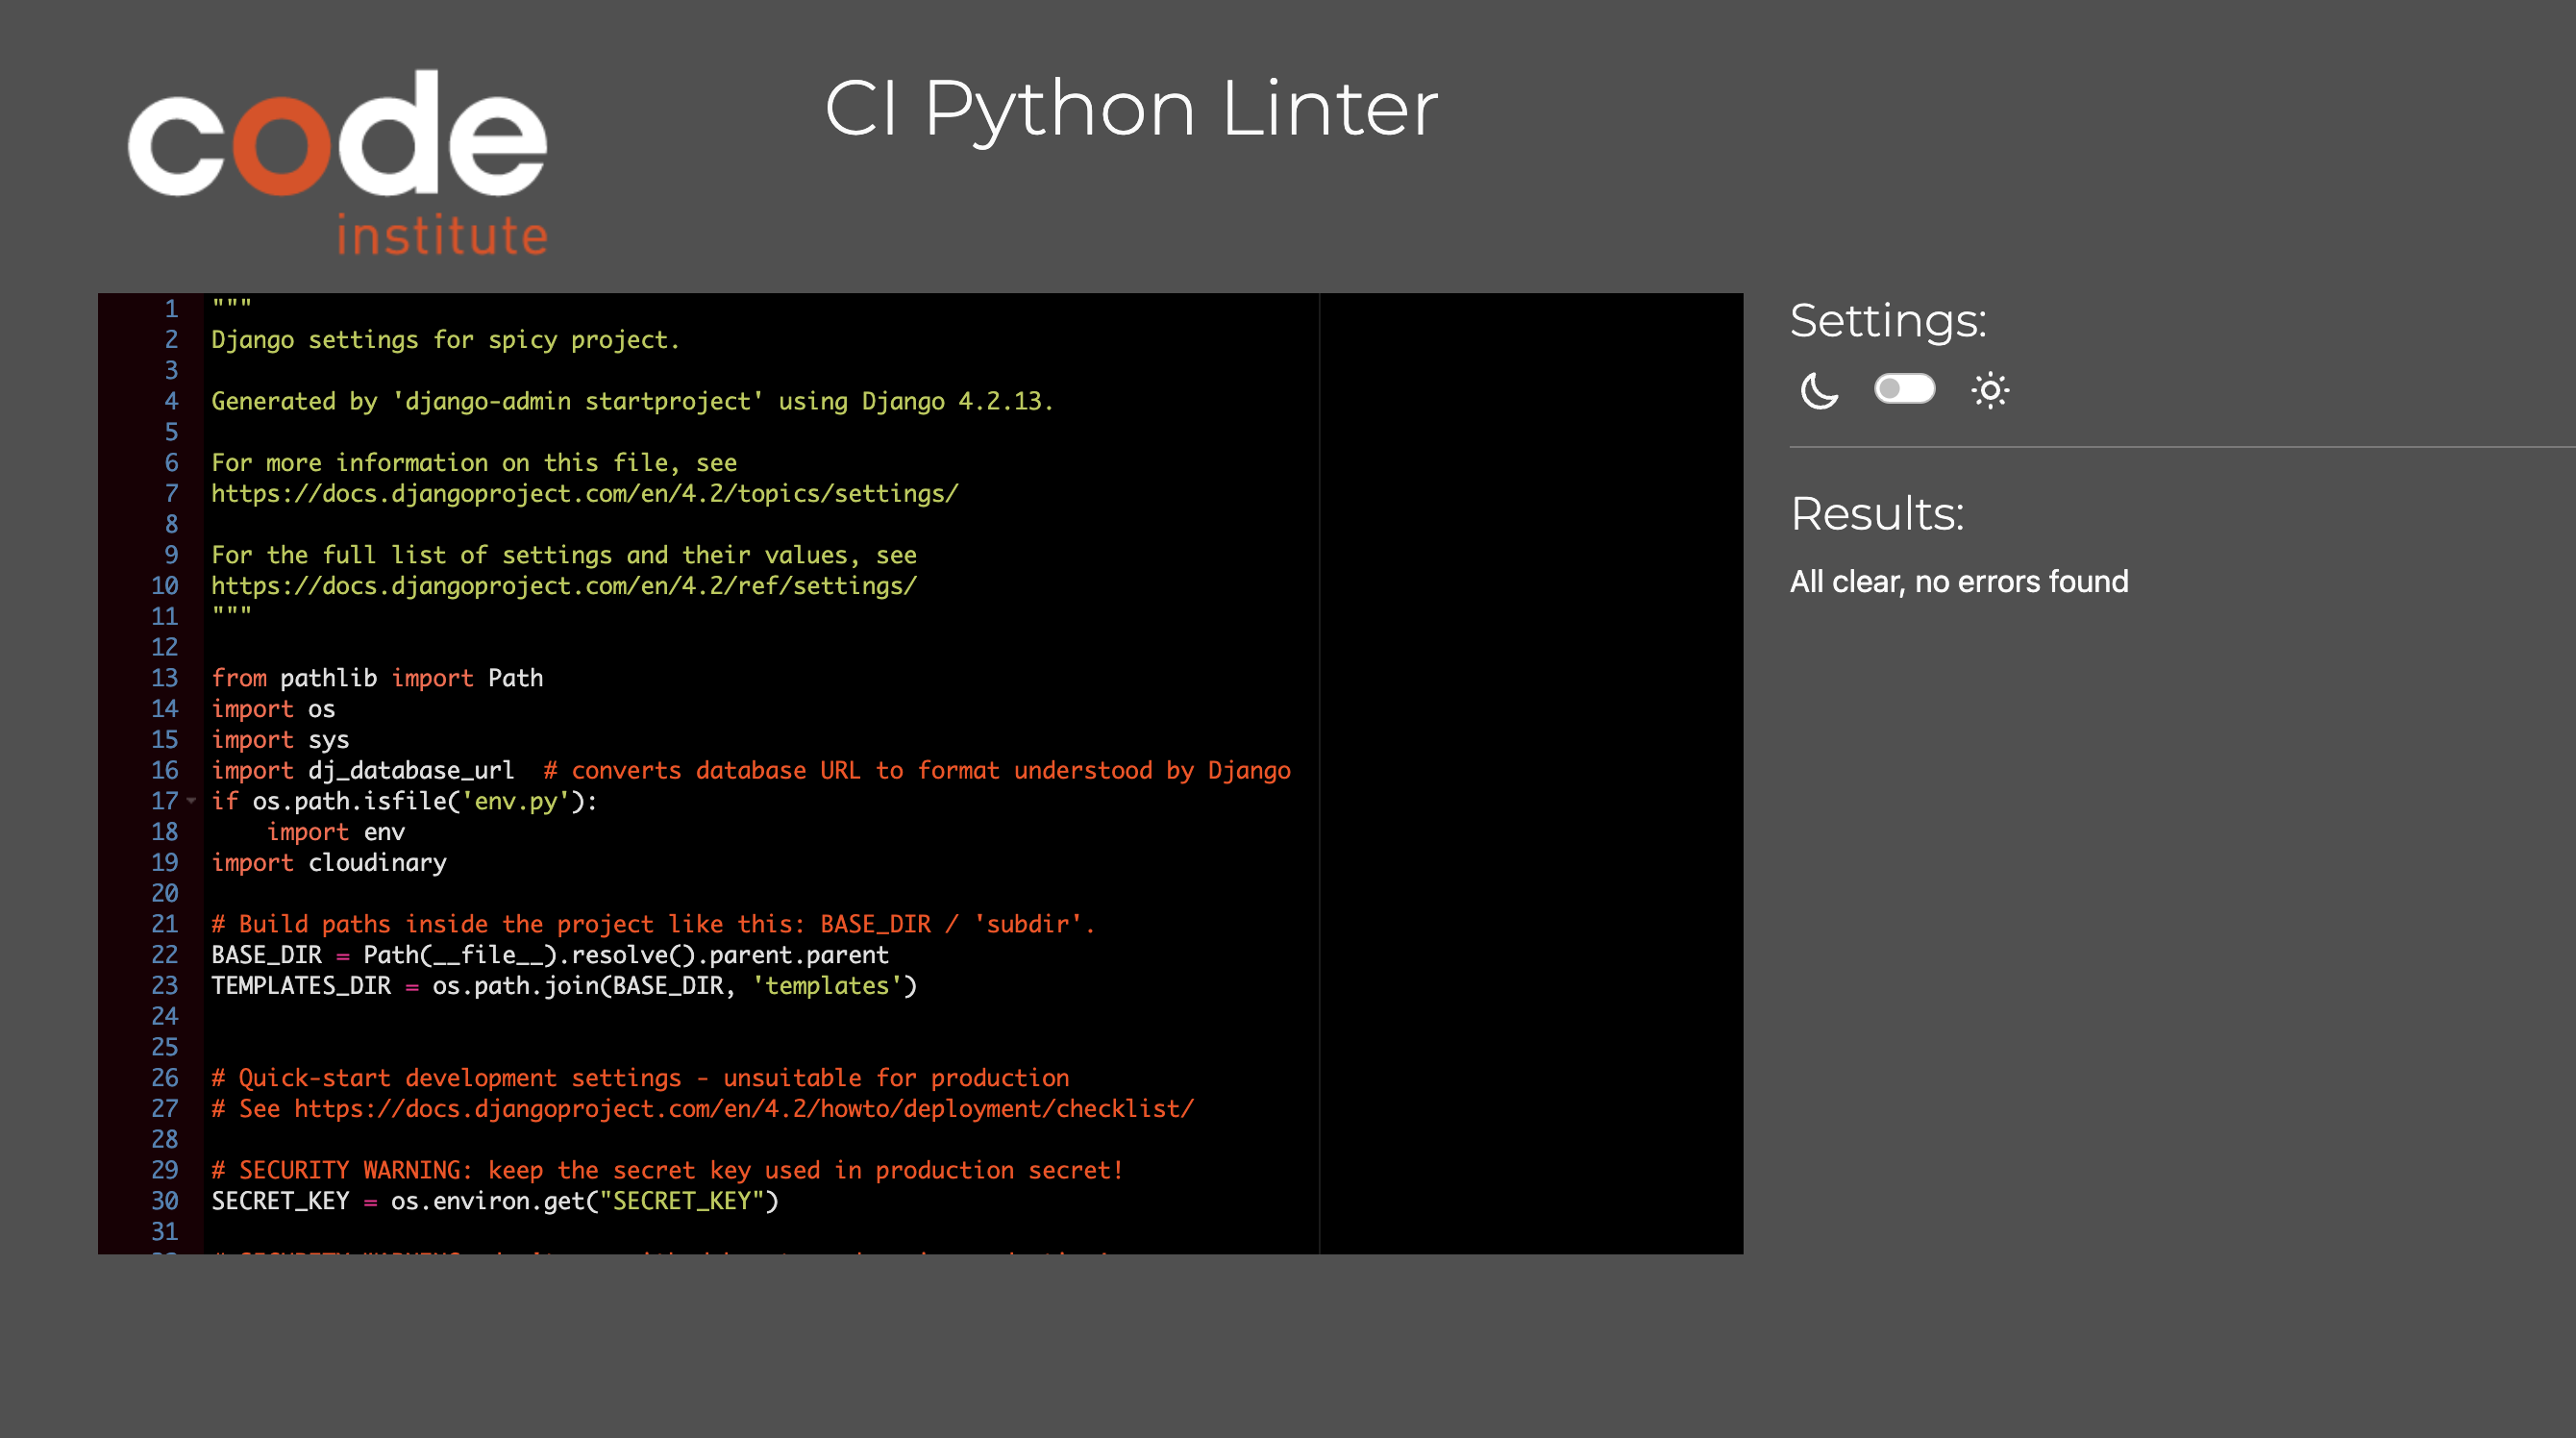 code
institute
CI Python Linter
1 """
2 Django settings for spicy project.
3
4 Generated by 'django-admin startproject' using Django 4.2.13.
5
6 For more information on this file, see
7 https://docs.djangoproject.com/en/4.2/topics/settings/
8
9 For the full list of settings and their values, see
10 https://docs.djangoproject.com/en/4.2/ref/settings/
11 """
12
13 from pathlib import Path
14 import os
15 import sys
16 import dj_database_url  # converts database URL to format understood by Django
17 if os.path.isfile('env.py'):
18     import env
19 import cloudinary
20
21 # Build paths inside the project like this: BASE_DIR / 'subdir'.
22 BASE_DIR = Path(__file__).resolve().parent.parent
23 TEMPLATES_DIR = os.path.join(BASE_DIR, 'templates')
24
25
26 # Quick-start development settings - unsuitable for production
27 # See https://docs.djangoproject.com/en/4.2/howto/deployment/checklist/
28
29 # SECURITY WARNING: keep the secret key used in production secret!
30 SECRET_KEY = os.environ.get("SECRET_KEY")
31
Settings:
Results:
All clear, no errors found